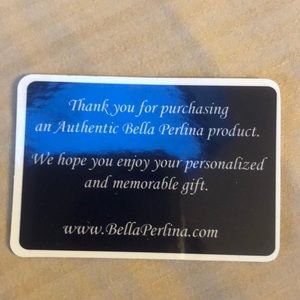 Thank you for purchasing
an Authentic Bella Perlina product.
We hope you enjoy your personalized
and memorable gift.
www.BellaPerlina.com